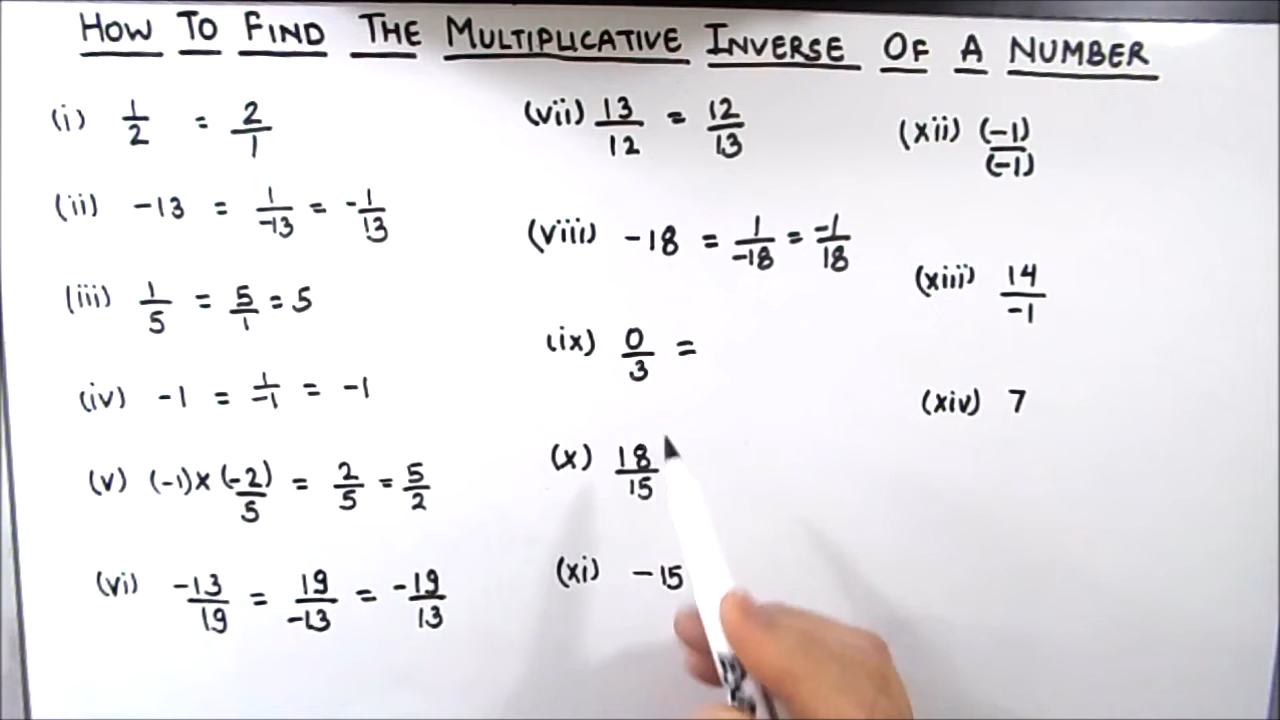 HOW TO FIND THE MULTIPLICATIVE INVERSE OF A NUMBER
(i) 1/2 = 2/1
(ii) -13 = 1/-13 = -1/13
(iii) 1/5 = 5/1 = 5
(iv) -1 = 1/-1 = -1
(v) (-1)x(-2)/5 = 2/5 = 5/2
(vi) -13/19 = 19/-13 = -19/13
(vii) 13/12 = 12/13
(viii) -18 = 1/-18 = -1/18
(ix) 0/3 =
(x) 18/15
(xi) -15
(xii) (-1)/(-1)
(xiii) 14/-1
(xiv) 7